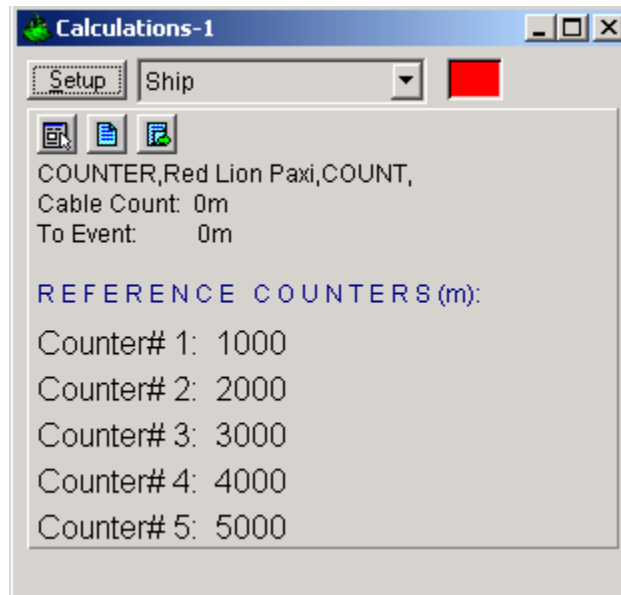 Calculations-1
Setup Ship
COUNTER,Red Lion Paxi,COUNT,
Cable Count: 0m
To Event: 0m
REFERENCE COUNTERS(m):
Counter# 1: 1000
Counter# 2: 2000
Counter# 3: 3000
Counter# 4: 4000
Counter# 5: 5000